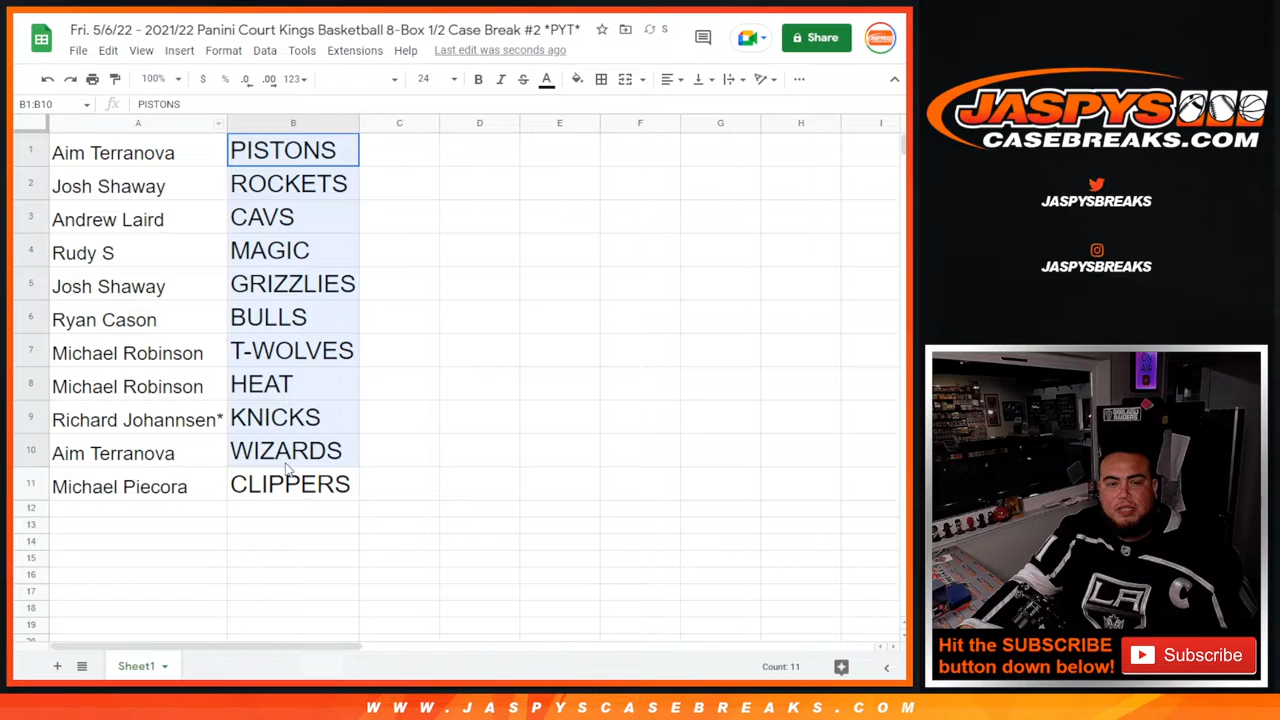 Fri. 5/6/22 - 2021/22 Panini Court Kings Basketball 8-Box 1/2 Case Break #2 *PYT*
S
Share
File Edit View Insert Format Data Tools Extensions Help Last edit was seconds ago
100% $ % .0 .00 123 24 B I S A
B1:B10 fx PISTONS
A B C D E F G H I
1 Aim Terranova PISTONS
2 Josh Shaway ROCKETS
3 Andrew Laird CAVS
4 Rudy S MAGIC
5 Josh Shaway GRIZZLIES
6 Ryan Cason BULLS
7 Michael Robinson T-WOLVES
8 Michael Robinson HEAT
9 Richard Johannsen* KNICKS
10 Aim Terranova WIZARDS
11 Michael Piecora CLIPPERS
12
13
14
15
16
17
18
19
Sheet1
Count: 11
JASPYS
CASEBREAKS.COM
JASPYSBREAKS
JASPYSBREAKS
ON AIR
LA
C
Hit the SUBSCRIBE
button down below!
Subscribe
WWW.JASPYSCASEBREAKS.COM